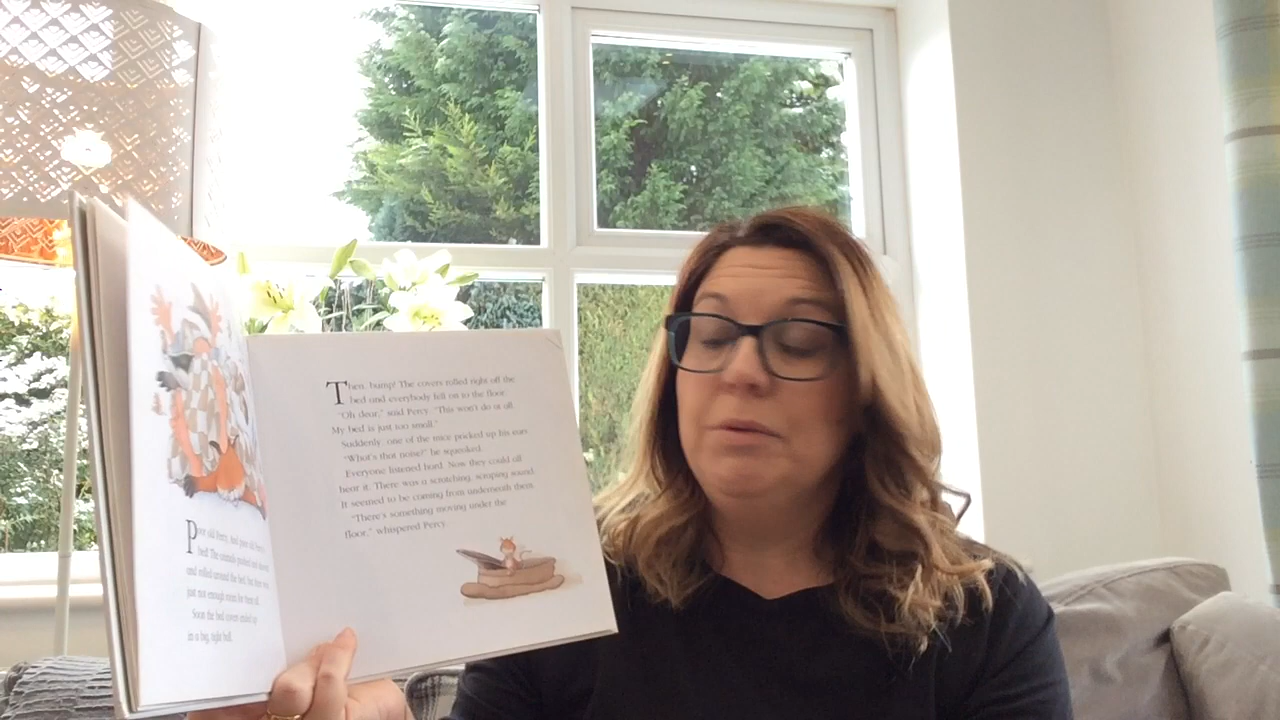 Poor old Percy. And poor old Percy's
bed! The animals pushed and shoved
and rolled around the bed, but there was
just not enough room for them all.
Soon the bed covers ended up
in a big, tight ball.
Then, bump! The covers rolled right off the
bed and everybody fell on to the floor.
"Oh dear," said Percy. "This won't do at all.
My bed is just too small."
Suddenly, one of the mice pricked up his ears.
"What's that noise?" he squeaked.
Everyone listened hard. Now they could all
hear it. There was a scratching, scraping sound.
It seemed to be coming from underneath them.
"There's something moving under the
floor," whispered Percy.